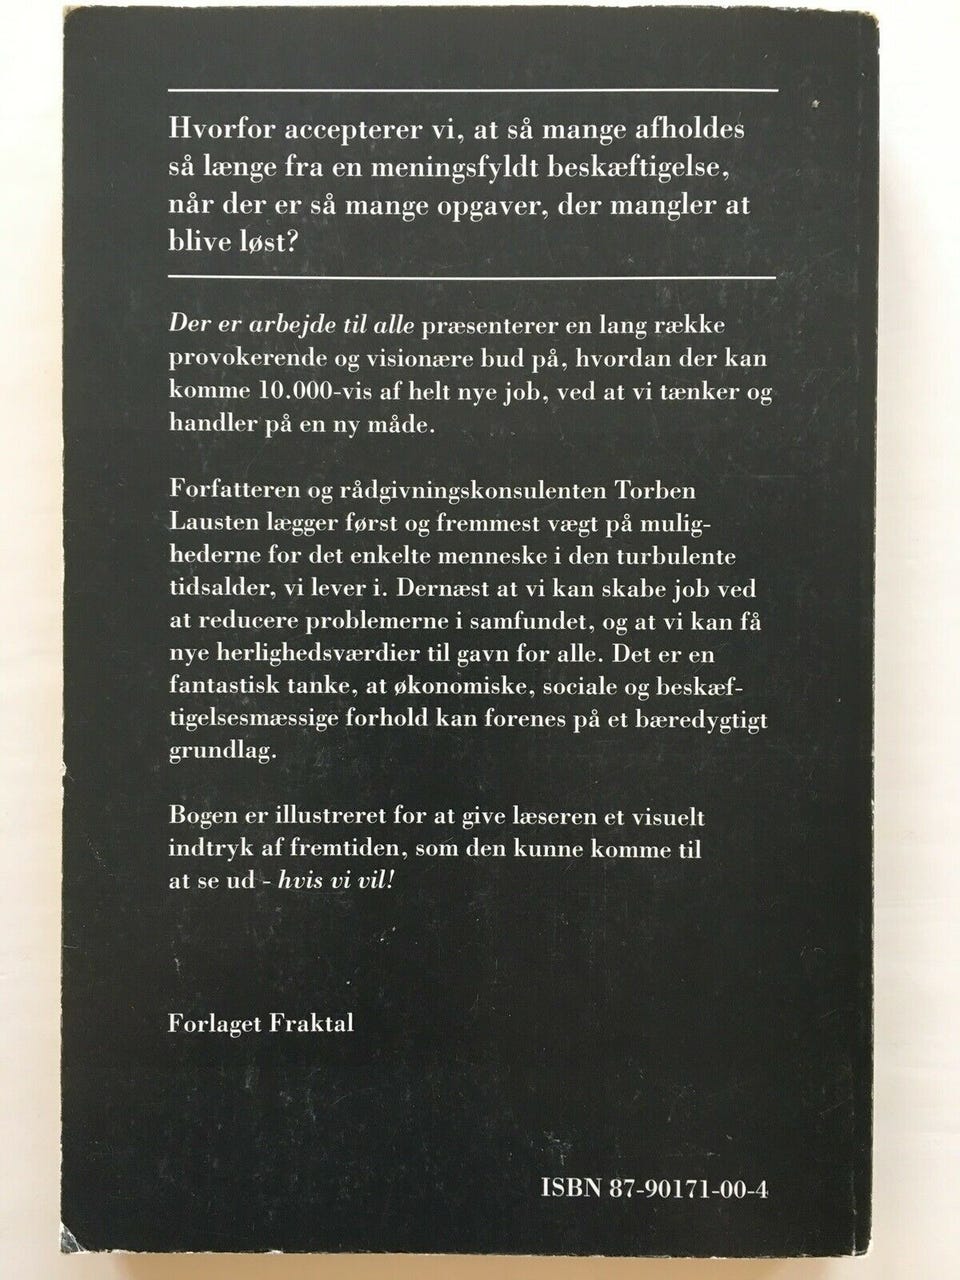 Hvorfor accepterer vi, at så mange afholdes
så længe fra en meningsfyldt beskæftigelse,
når der er så mange opgaver, der mangler at
blive løst?
Der er arbejde til alle præsenterer en lang række
provokerende og visionære bud på, hvordan der kan
komme 10.000-vis af helt nye job, ved at vi tænker og
handler på en ny måde.
Forfatteren og rådgivningskonsulenten Torben
Lausten lægger først og fremmest vægt på mulig-
hederne for det enkelte menneske i den turbulente
tidsalder, vi lever i. Dernæst at vi kan skabe job ved
at reducere problemerne i samfundet, og at vi kan få
nye herlighedsværdier til gavn for alle. Det er en
fantastisk tanke, at økonomiske, sociale og beskæf-
tigelsesmæssige forhold kan forenes på et bæredygtigt
grundlag.
Bogen er illustreret for at give læseren et visuelt
indtryk af fremtiden, som den kunne komme til
at se ud - hvis vi vil!
Forlaget Fraktal
ISBN 87-90171-00-4